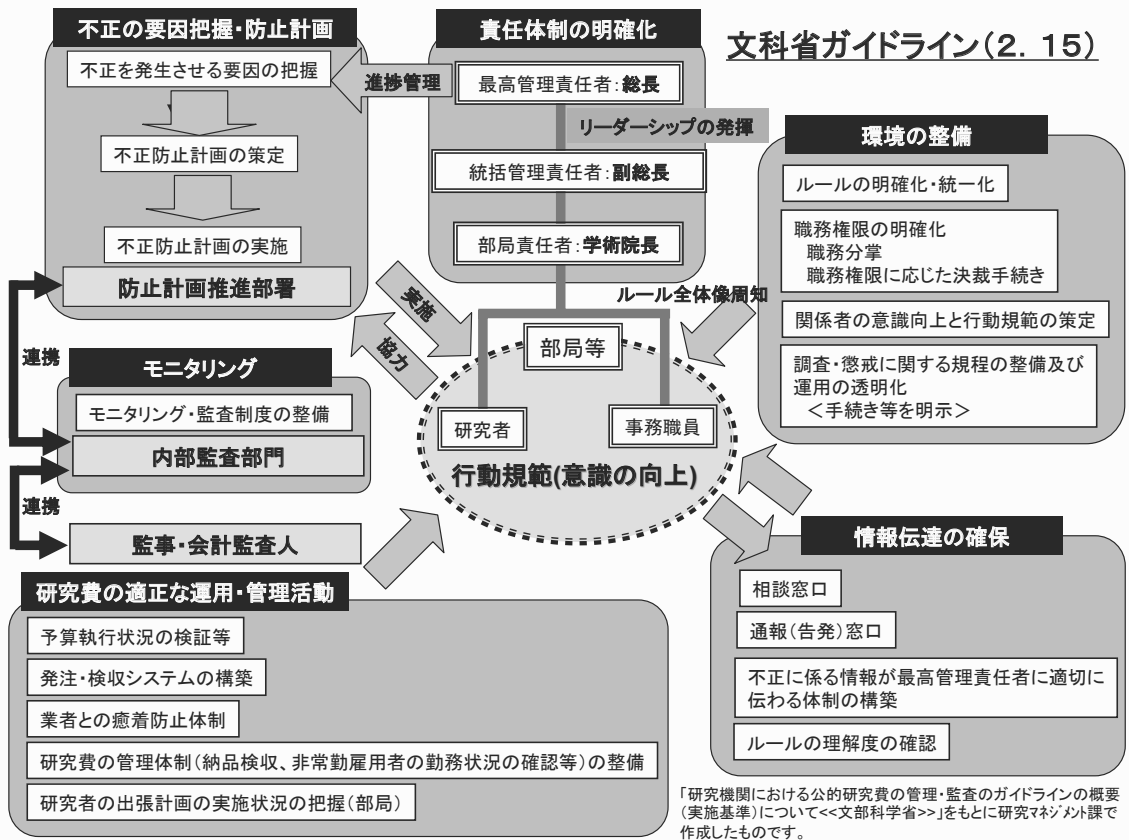 文科省ガイドライン(2. 15)
不正の要因把握・防止計画
不正を発生させる要因の把握
不正防止計画の策定
不正防止計画の実施
防止計画推進部署
責任体制の明確化
最高管理責任者:総長
進捗管理
リーダーシップの発揮
統括管理責任者:副総長
部局責任者:学術院長
ルール全体像周知
環境の整備
ルールの明確化・統一化
職務権限の明確化
職務分掌
職務権限に応じた決裁手続き
関係者の意識向上と行動規範の策定
調査・懲戒に関する規程の整備及び
運用の透明化
<手続き等を明示>
実施
協力
連携
モニタリング
モニタリング・監査制度の整備
内部監査部門
連携
監事・会計監査人
部局等
研究者
事務職員
行動規範(意識の向上)
研究費の適正な運用・管理活動
予算執行状況の検証等
発注・検収システムの構築
業者との癒着防止体制
研究費の管理体制(納品検収、非常勤雇用者の勤務状況の確認等)の整備
研究者の出張計画の実施状況の把握(部局)
情報伝達の確保
相談窓口
通報(告発)窓口
不正に係る情報が最高管理責任者に適切に
伝わる体制の構築
ルールの理解度の確認
「研究機関における公的研究費の管理・監査のガイドラインの概要
(実施基準)について<<文部科学省>>」をもとに研究マネジメント課で
作成したものです。